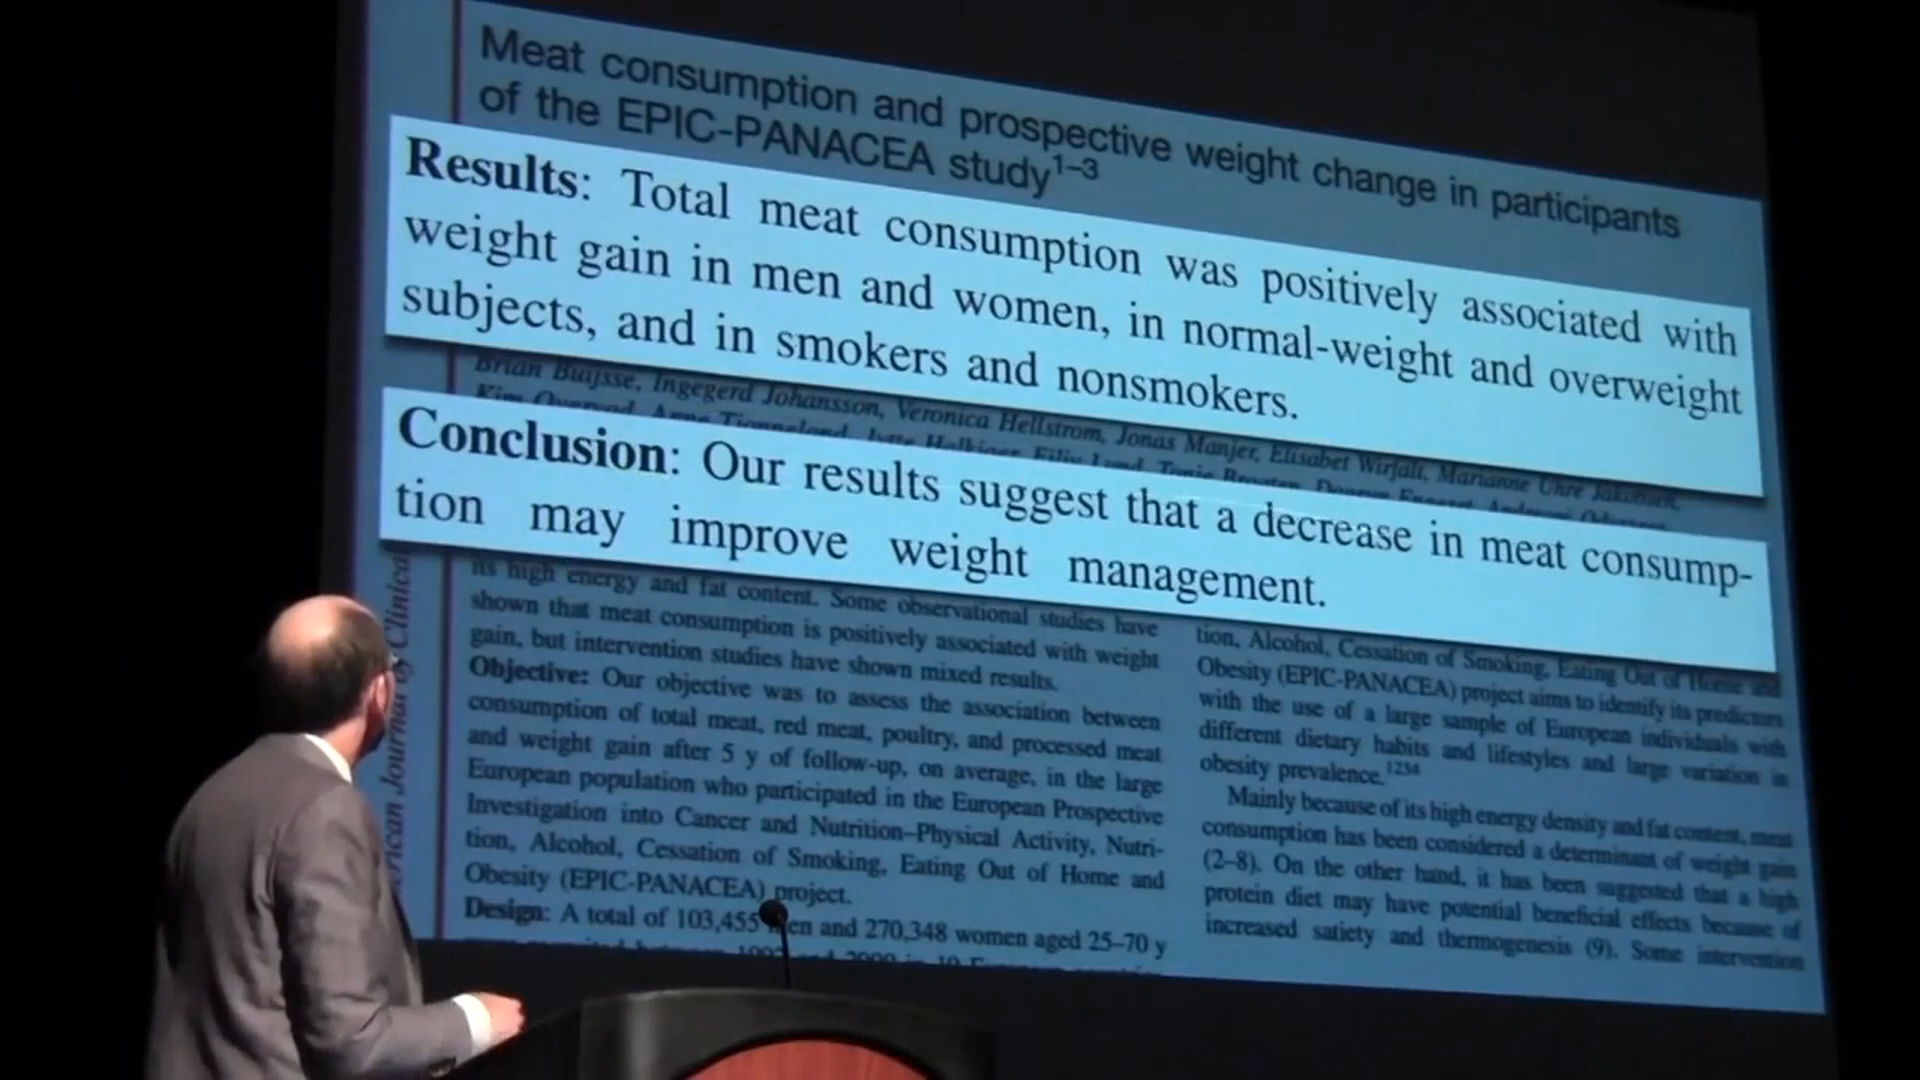 Meat consumption and prospective weight change in participants
of the EPIC-PANACEA study¹⁻³
Results: Total meat consumption was positively associated with
weight gain in men and women, in normal-weight and overweight
subjects, and in smokers and nonsmokers.
Brian Buijsse, Ingegerd Johansson, Veronica Hellstrom, Jonas Manjer, Elisabet Wirfalt, Marianne Uhre Jakobsen,
Conclusion: Our results suggest that a decrease in meat consump-
tion may improve weight management.
its high energy and fat content. Some observational studies have
shown that meat consumption is positively associated with weight
gain, but intervention studies have shown mixed results.
Objective: Our objective was to assess the association between
consumption of total meat, red meat, poultry, and processed meat
and weight gain after 5 y of follow-up, on average, in the large
European population who participated in the European Prospective
Investigation into Cancer and Nutrition–Physical Activity, Nutri-
tion, Alcohol, Cessation of Smoking, Eating Out of Home and
Obesity (EPIC-PANACEA) project.
Design: A total of 103,455 men and 270,348 women aged 25–70 y
tion, Alcohol, Cessation of Smoking, Eating Out of Home and
Obesity (EPIC-PANACEA) project aims to identify its predictors
with the use of a large sample of European individuals with
different dietary habits and lifestyles and large variation in
obesity prevalence.¹²³⁴
Mainly because of its high energy density and fat content, meat
consumption has been considered a determinant of weight gain
(2–8). On the other hand, it has been suggested that a high
protein diet may have potential beneficial effects because of
increased satiety and thermogenesis (9). Some intervention
Journal of Clinical